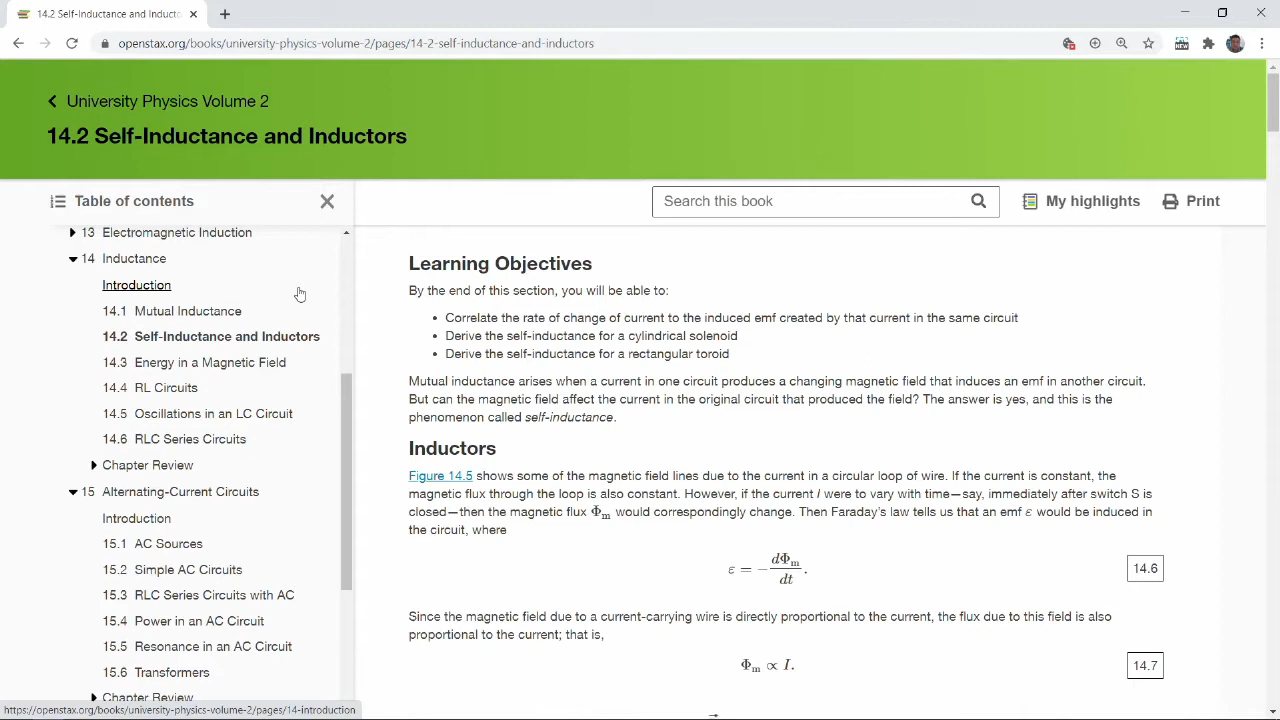 14.2 Self-Inductance and Inducto
openstax.org/books/university-physics-volume-2/pages/14-2-self-inductance-and-inductors
NEW
University Physics Volume 2
14.2 Self-Inductance and Inductors
Table of contents
Search this book
My highlights
Print
13 Electromagnetic Induction
14 Inductance
Introduction
14.1 Mutual Inductance
14.2 Self-Inductance and Inductors
14.3 Energy in a Magnetic Field
14.4 RL Circuits
14.5 Oscillations in an LC Circuit
14.6 RLC Series Circuits
Chapter Review
15 Alternating-Current Circuits
Introduction
15.1 AC Sources
15.2 Simple AC Circuits
15.3 RLC Series Circuits with AC
15.4 Power in an AC Circuit
15.5 Resonance in an AC Circuit
15.6 Transformers
Chapter Review
https://openstax.org/books/university-physics-volume-2/pages/14-introduction
Learning Objectives
By the end of this section, you will be able to:
• Correlate the rate of change of current to the induced emf created by that current in the same circuit
• Derive the self-inductance for a cylindrical solenoid
• Derive the self-inductance for a rectangular toroid
Mutual inductance arises when a current in one circuit produces a changing magnetic field that induces an emf in another circuit.
But can the magnetic field affect the current in the original circuit that produced the field? The answer is yes, and this is the
phenomenon called self-inductance.
Inductors
Figure 14.5 shows some of the magnetic field lines due to the current in a circular loop of wire. If the current is constant, the
magnetic flux through the loop is also constant. However, if the current I were to vary with time—say, immediately after switch S is
closed—then the magnetic flux Φm would correspondingly change. Then Faraday's law tells us that an emf ε would be induced in
the circuit, where
ε = −dΦm/dt. 14.6
Since the magnetic field due to a current-carrying wire is directly proportional to the current, the flux due to this field is also
proportional to the current; that is,
Φm ∝ I. 14.7